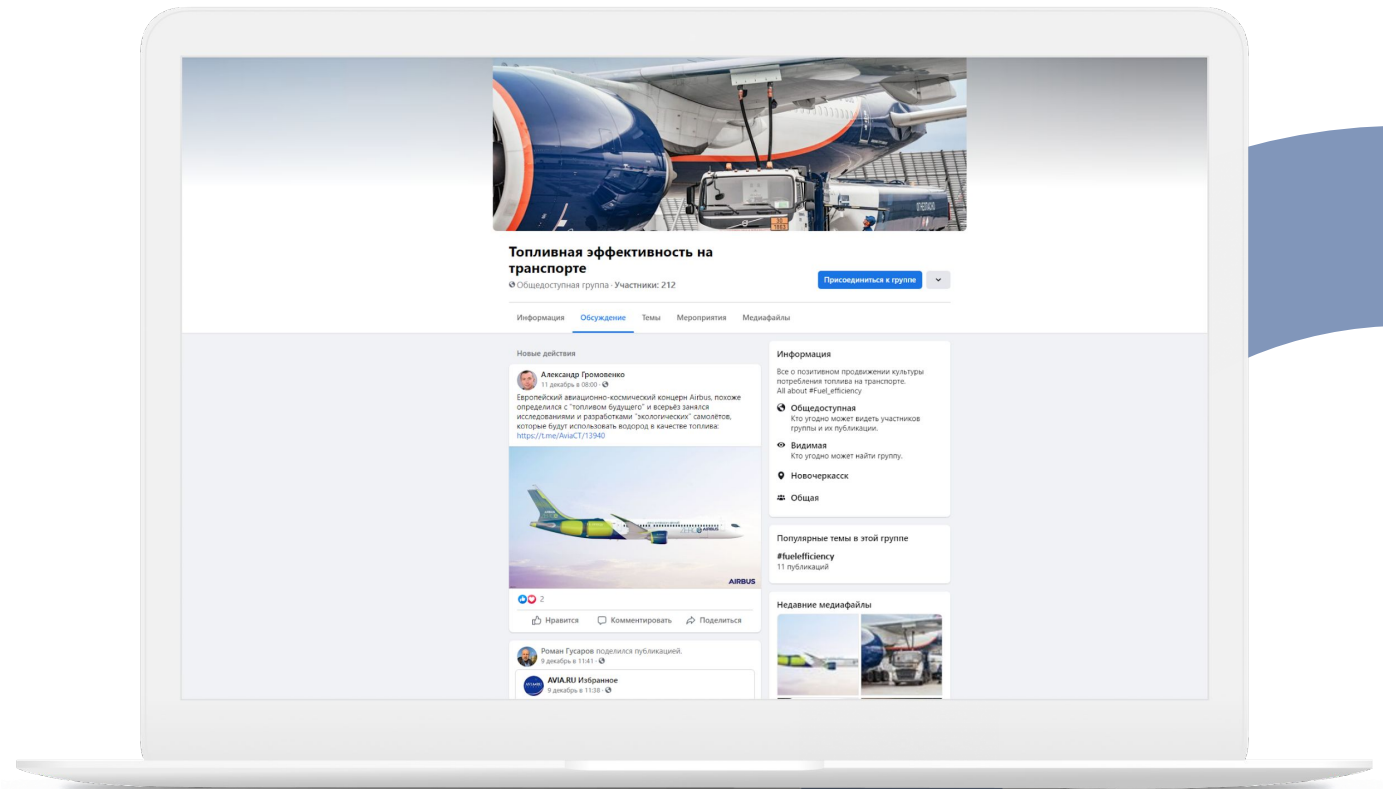 Топливная эффективность на
транспорте
Общедоступная группа · Участники: 212
Присоединиться к группе
Информация Обсуждение Темы Мероприятия Медиафайлы
Новые действия
Александр Громовенко
11 декабрь в 08:00 ·
Европейский авиационно-космический концерн Airbus, похоже
определился с "топливом будущего" и всерьёз занялся
исследованиями и разработками "экологических" самолётов,
которые будут использовать водород в качестве топлива:
https://t.me/AviaCT/13940
AIRBUS
2
Нравится Комментировать Поделиться
Роман Гусаров поделился публикацией.
9 декабрь в 11:41 ·
AVIA.RU Избранное
9 декабрь в 11:38 ·
Информация
Все о позитивном продвижении культуры
потребления топлива на транспорте.
All about #Fuel_efficiency
Общедоступная
Кто угодно может видеть участников
группы и их публикации.
Видимая
Кто угодно может найти группу.
Новочеркасск
Общая
Популярные темы в этой группе
#fuelefficiency
11 публикаций
Недавние медиафайлы